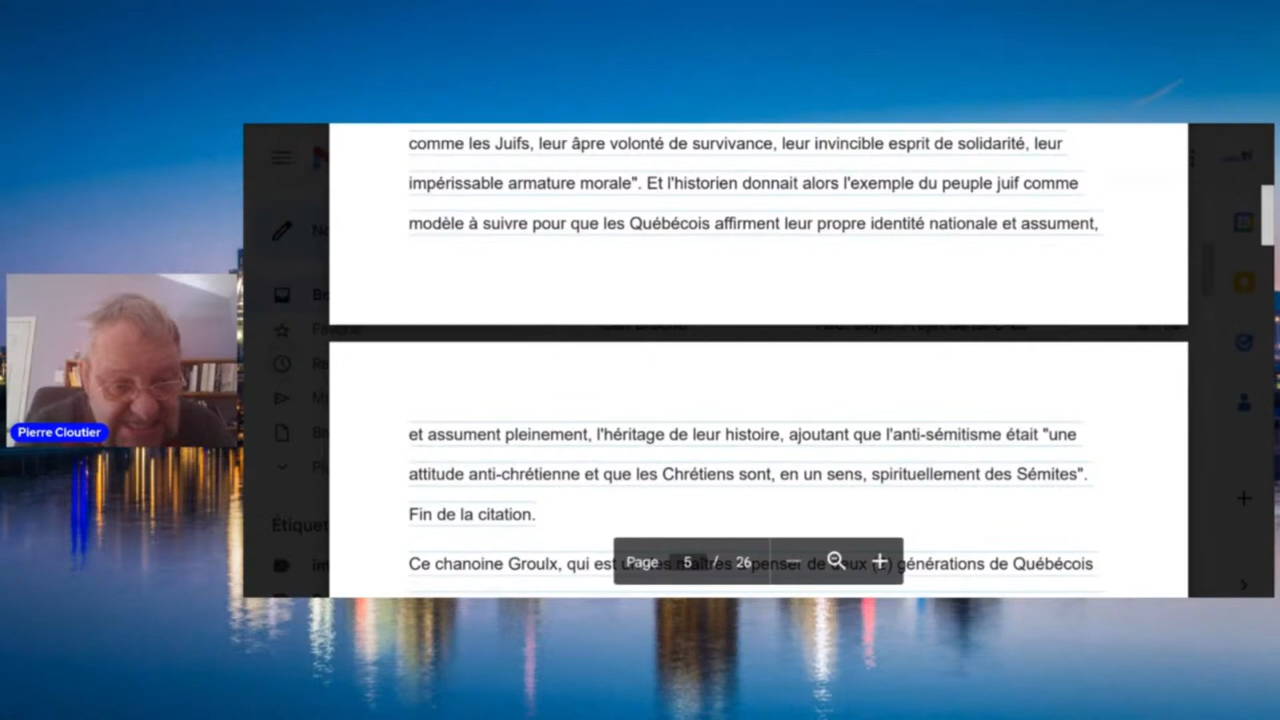 comme les Juifs, leur âpre volonté de survivance, leur invincible esprit de solidarité, leur
impérissable armature morale". Et l'historien donnait alors l'exemple du peuple juif comme
modèle à suivre pour que les Québécois affirment leur propre identité nationale et assument,
Pierre Cloutier
et assument pleinement, l'héritage de leur histoire, ajoutant que l'anti-sémitisme était "une
attitude anti-chrétienne et que les Chrétiens sont, en un sens, spirituellement des Sémites".
Fin de la citation.
Ce chanoine Groulx, qui est penser de générations de Québécois
Page 5 / 26
Étiquet